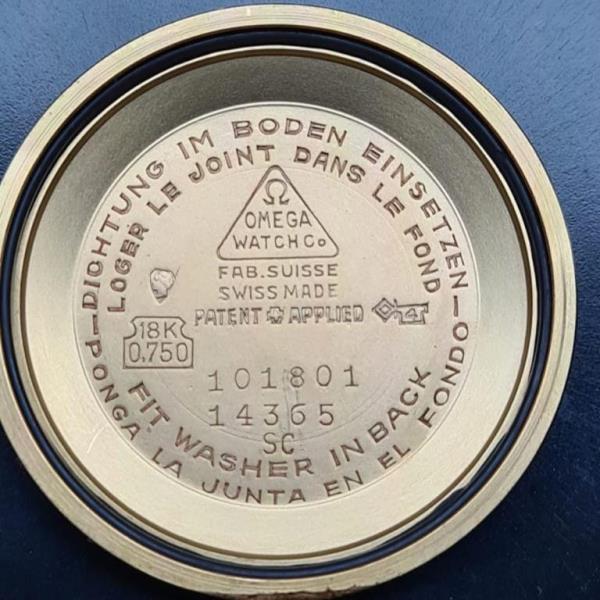 DICHTUNG IM BODEN EINSETZEN
LOGER LE JOINT DANS LE FOND
Ω
OMEGA
WATCH Co
FAB. SUISSE
SWISS MADE
PATENT APPLIED
4
18K
0,750
101801
14365
SC
FIT WASHER IN BACK
PONGA LA JUNTA EN EL FONDO